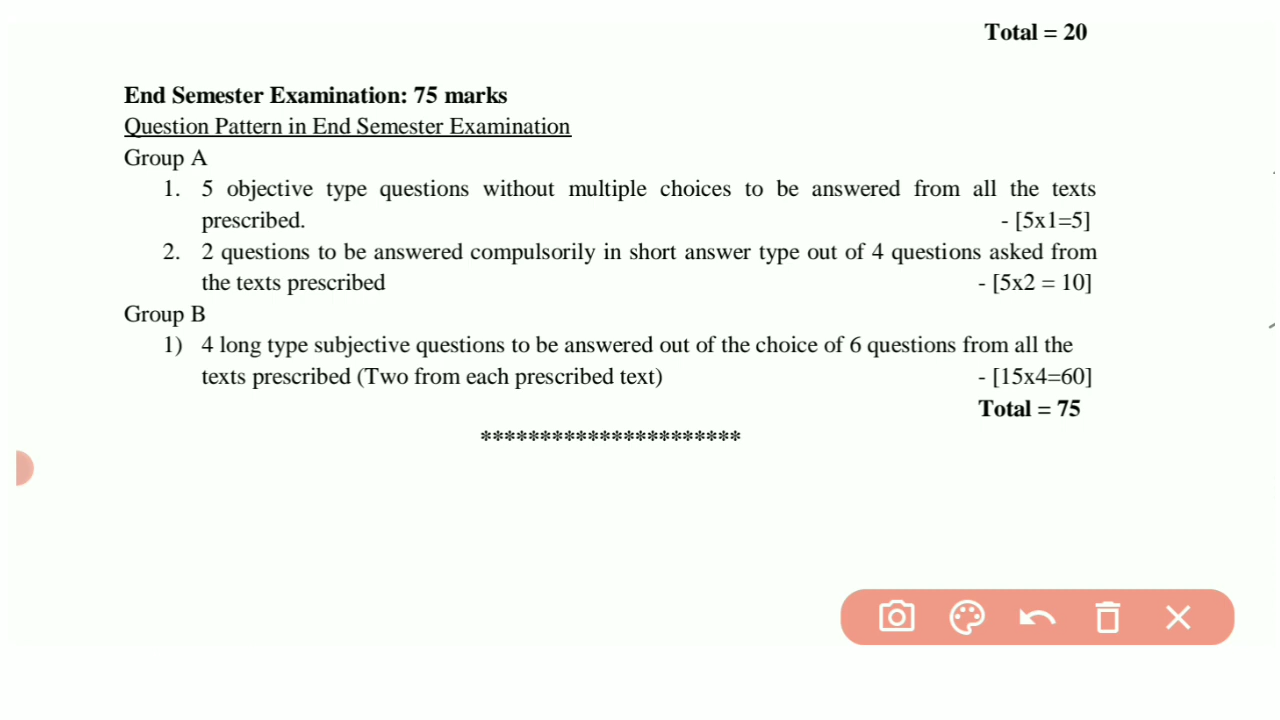 Total = 20
End Semester Examination: 75 marks
Question Pattern in End Semester Examination
Group A
1. 5 objective type questions without multiple choices to be answered from all the texts
prescribed. - [5x1=5]
2. 2 questions to be answered compulsorily in short answer type out of 4 questions asked from
the texts prescribed - [5x2 = 10]
Group B
1) 4 long type subjective questions to be answered out of the choice of 6 questions from all the
texts prescribed (Two from each prescribed text) - [15x4=60]
Total = 75
**********************